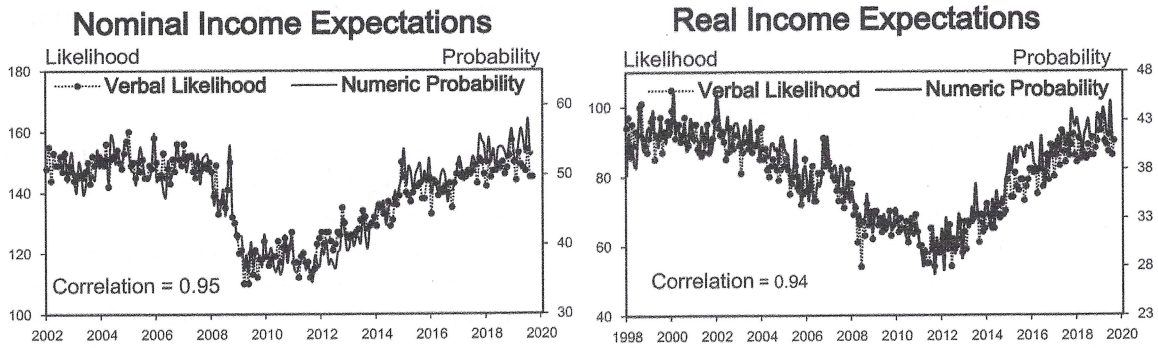 Nominal Income Expectations
Likelihood Probability
180
160
140
120
100
60
50
40
30
Verbal Likelihood Numeric Probability
Correlation = 0.95
2002 2004 2006 2008 2010 2012 2014 2016 2018 2020
Real Income Expectations
Likelihood Probability
100
80
60
40
48
43
38
33
28
23
Verbal Likelihood Numeric Probability
Correlation = 0.94
1998 2000 2002 2004 2006 2008 2010 2012 2014 2016 2018 2020